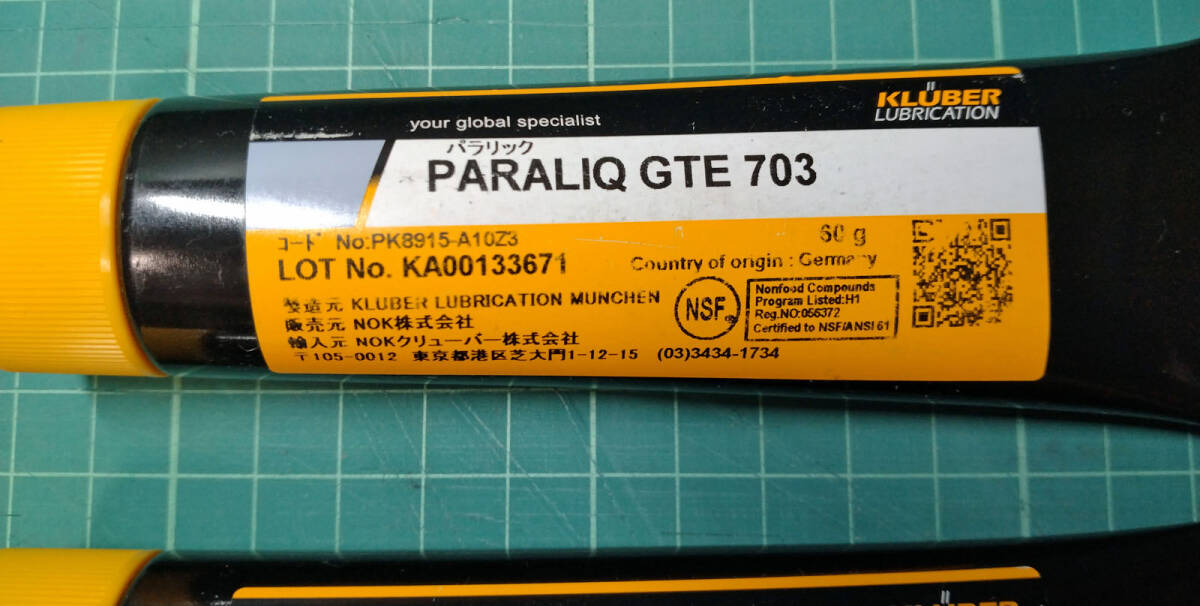 KLÜBER
LUBRICATION
your global specialist
パラリック
PARALIQ GTE 703
コード No:PK8915-A10Z3
60 g
LOT No. KA00133671
Country of origin : Germany
製造元 KLUBER LUBRICATION MUNCHEN
販売元 NOK株式会社
輸入元 NOKクリューバー株式会社
〒105-0012 東京都港区芝大門1-12-15 (03)3434-1734
NSF®
Nonfood Compounds
Program Listed:H1
Reg.NO:056372
Certified to NSF/ANSI 61
KLÜBER